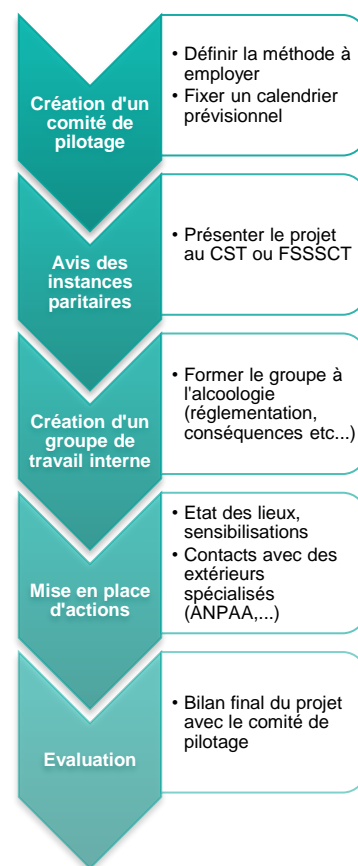 Création d'un
comité de
pilotage
• Définir la méthode à
employer
• Fixer un calendrier
prévisionnel
Avis des
instances
paritaires
• Présenter le projet
au CST ou FSSSCT
Création d'un
groupe de
travail interne
• Former le groupe à
l'alcoologie
(réglementation,
conséquences etc...)
Mise en place
d'actions
• Etat des lieux,
sensibilisations
• Contacts avec des
extérieurs
spécialisés
(ANPAA,...)
Evaluation
• Bilan final du projet
avec le comité de
pilotage